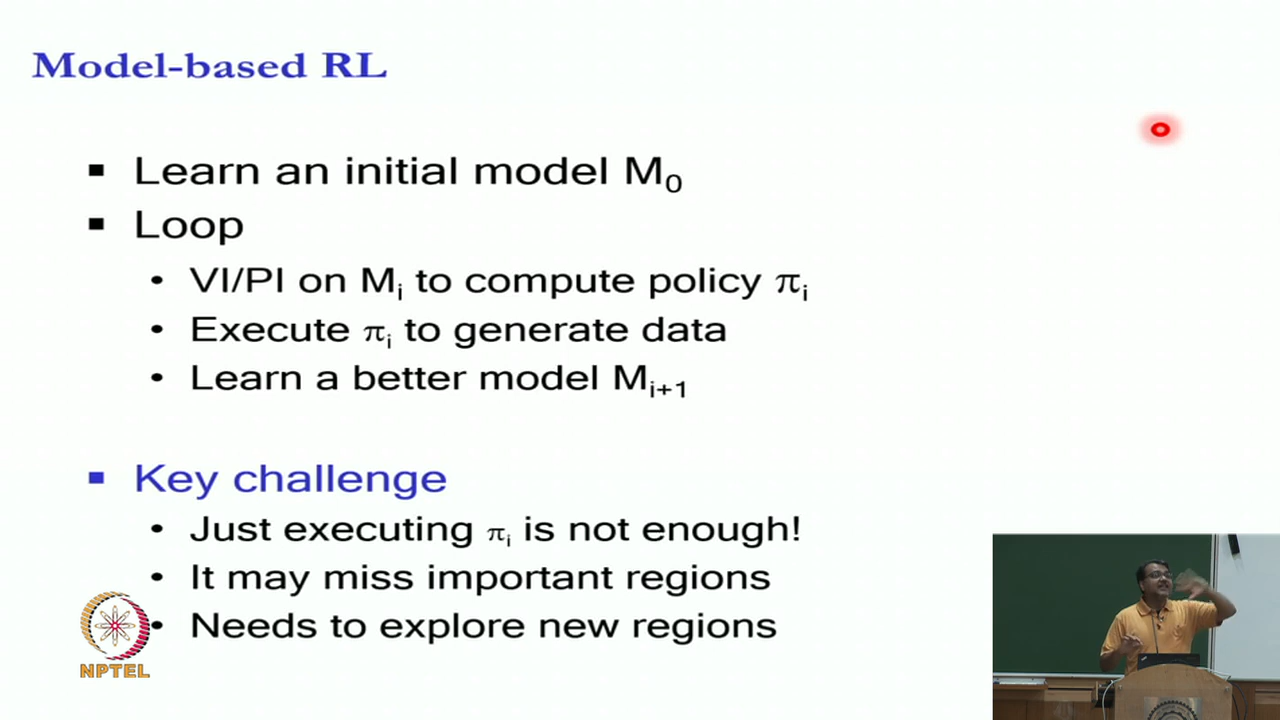 Model-based RL
▪ Learn an initial model M₀
▪ Loop
• VI/PI on Mᵢ to compute policy πᵢ
• Execute πᵢ to generate data
• Learn a better model Mᵢ₊₁
▪ Key challenge
• Just executing πᵢ is not enough!
• It may miss important regions
• Needs to explore new regions
NPTEL